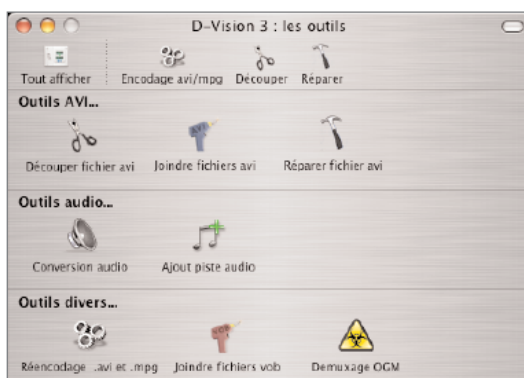 D-Vision 3 : les outils
Tout afficher Encodage avi/mpg Découper Réparer
Outils AVI...
AVI
Découper fichier avi Joindre fichiers avi Réparer fichier avi
Outils audio...
Conversion audio Ajout piste audio
Outils divers...
Réencodage .avi et .mpg Joindre fichiers vob Demuxage OGM